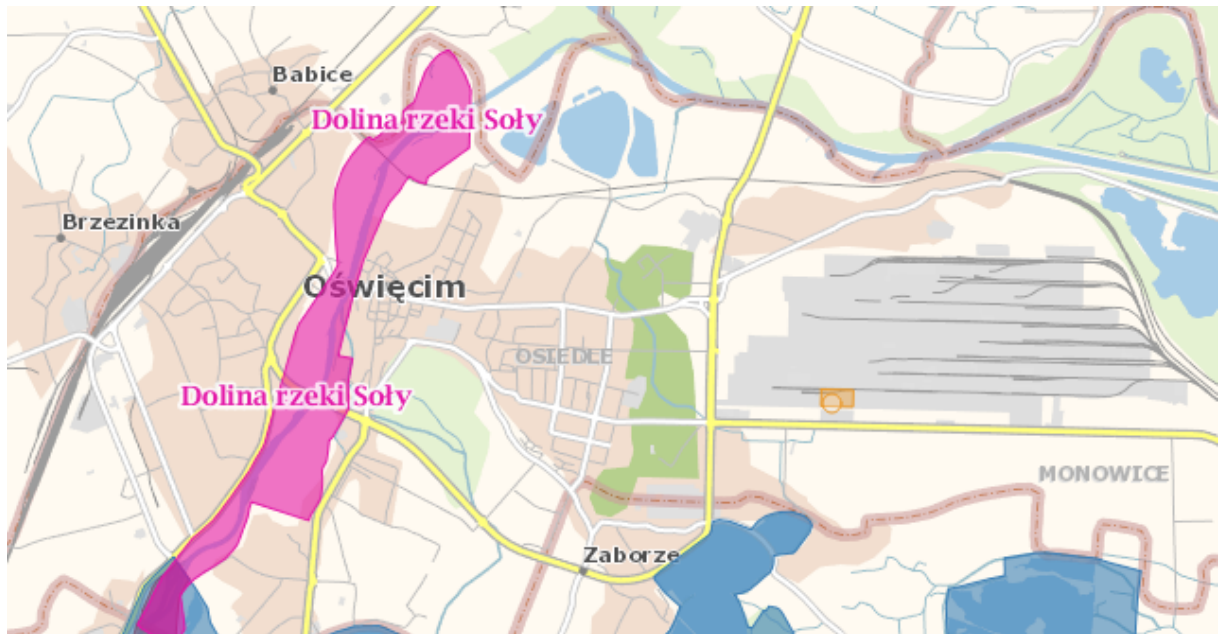 Babice
Dolina rzeki Soły
Brzezinka
Oświęcim
OSIEDLE
Dolina rzeki Soły
MONOWICE
Zaborze